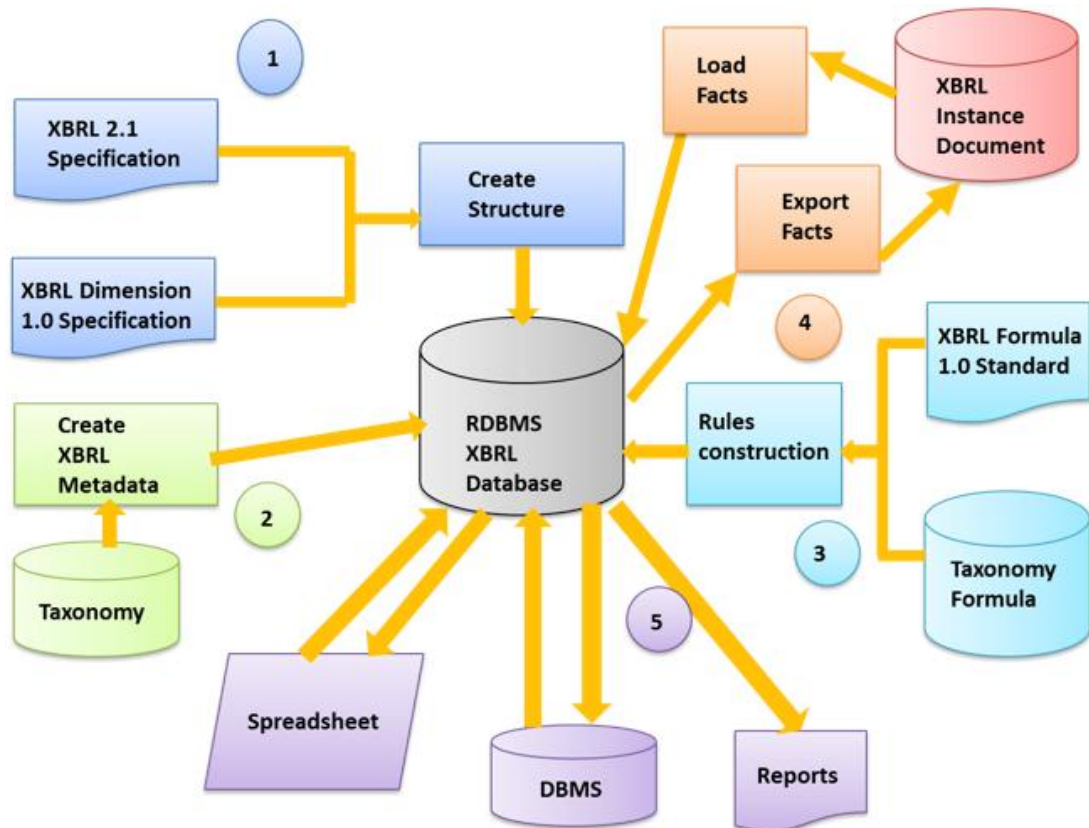 1
XBRL 2.1
Specification
XBRL Dimension
1.0 Specification
Create
Structure
Load
Facts
XBRL
Instance
Document
Export
Facts
4
XBRL Formula
1.0 Standard
Create
XBRL
Metadata
2
Taxonomy
RDBMS
XBRL
Database
Rules
construction
3
Taxonomy
Formula
5
Spreadsheet
DBMS
Reports